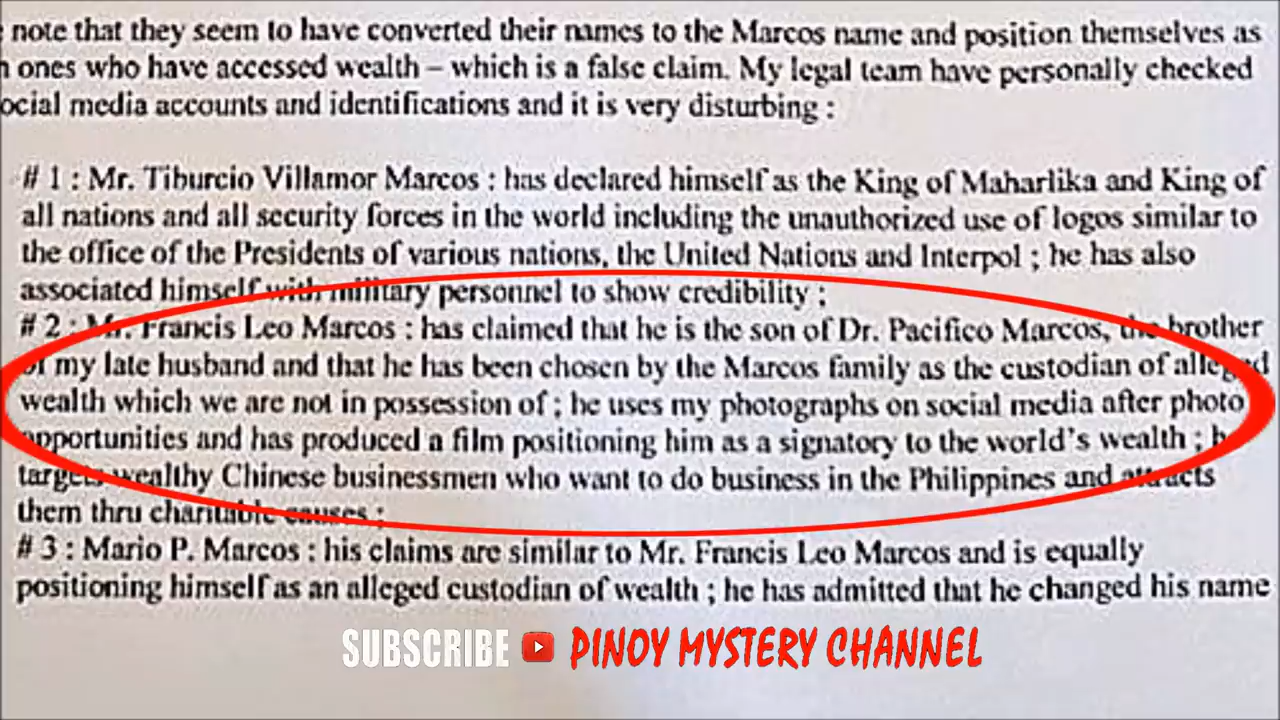 note that they seem to have converted their names to the Marcos name and position themselves as
ones who have accessed wealth – which is a false claim. My legal team have personally checked
ocial media accounts and identifications and it is very disturbing :
# 1 : Mr. Tiburcio Villamor Marcos : has declared himself as the King of Maharlika and King of
all nations and all security forces in the world including the unauthorized use of logos similar to
the office of the Presidents of various nations, the United Nations and Interpol ; he has also
associated himself with military personnel to show credibility ;
# 2 : Mr. Francis Leo Marcos : has claimed that he is the son of Dr. Pacifico Marcos, the brother
of my late husband and that he has been chosen by the Marcos family as the custodian of alleged
wealth which we are not in possession of ; he uses my photographs on social media after photo
opportunities and has produced a film positioning him as a signatory to the world's wealth ; he
targets wealthy Chinese businessmen who want to do business in the Philippines and attracts
them thru charitable causes ;
# 3 : Mario P. Marcos : his claims are similar to Mr. Francis Leo Marcos and is equally
positioning himself as an alleged custodian of wealth ; he has admitted that he changed his name
SUBSCRIBE PINOY MYSTERY CHANNEL